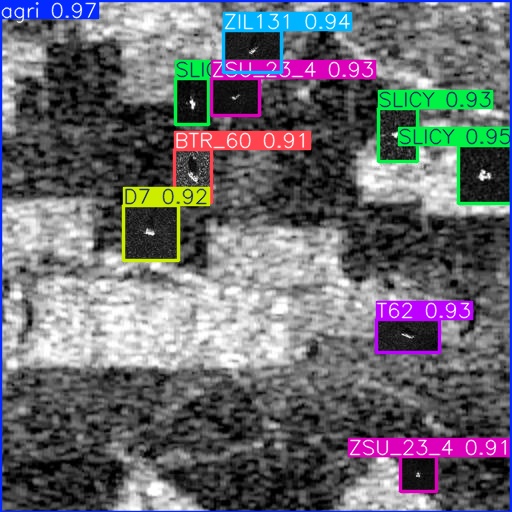 agri 0.97
ZIL131 0.94
SLIC
ZSU_23_4 0.93
SLICY 0.93
SLICY 0.95
BTR_60 0.91
D7 0.92
T62 0.93
ZSU_23_4 0.91